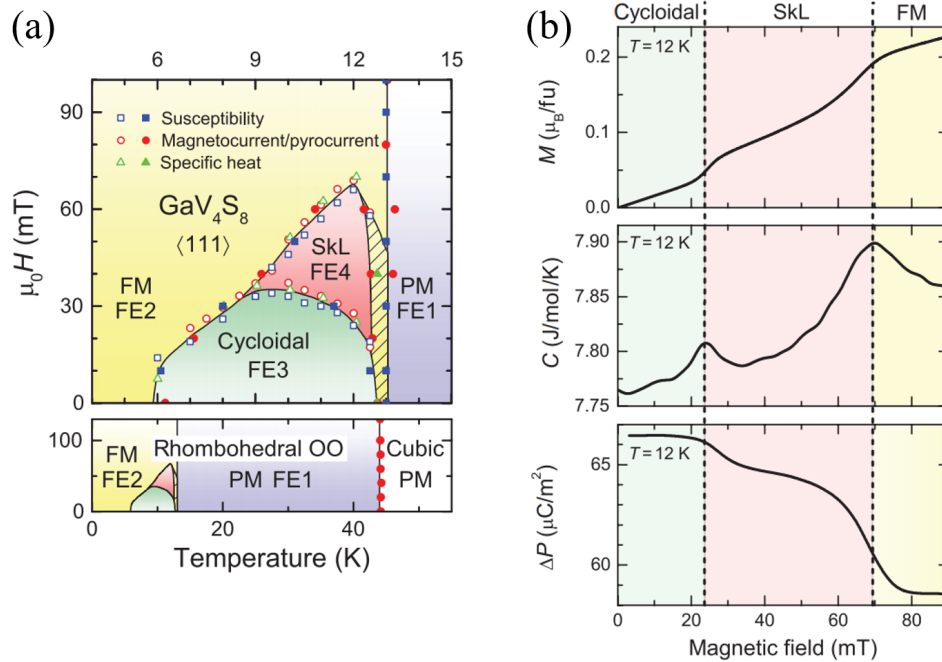 (a)
6 9 12 15
90
60
30
0
μ₀H (mT)
Susceptibility
Magnetocurrent/pyrocurrent
Specific heat
GaV₄S₈
⟨111⟩
SkL
FE4
FM
FE2
PM
FE1
Cycloidal
FE3
100
0
FM
FE2
Rhombohedral OO
PM FE1
Cubic
PM
0 20 40
Temperature (K)
(b)
Cycloidal SkL FM
T = 12 K
0.2
0.1
0.0
M (μB/fu)
T = 12 K
7.90
7.85
7.80
7.75
C (J/mol/K)
T = 12 K
65
60
ΔP (μC/m²)
0 20 40 60 80
Magnetic field (mT)